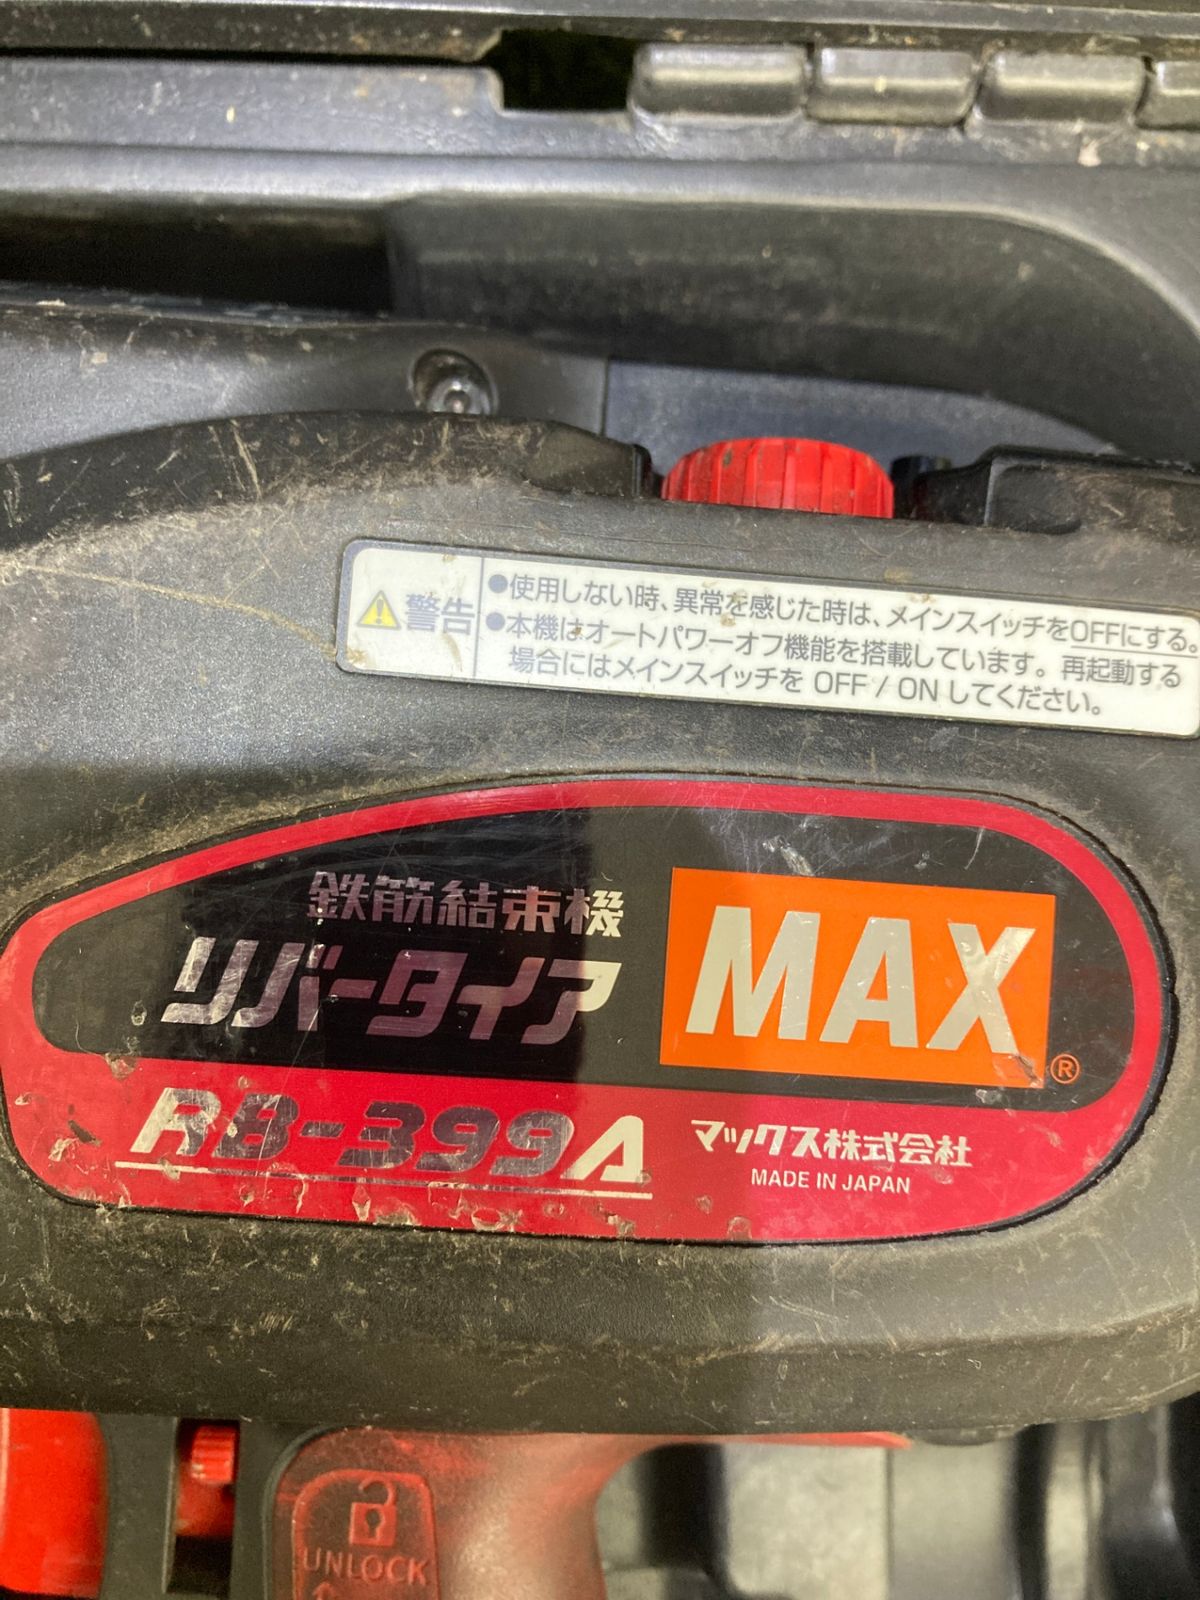 ⚠警告
●使用しない時、異常を感じた時は、メインスイッチをOFFにする。
●本機はオートパワーオフ機能を搭載しています。再起動する
場合にはメインスイッチを OFF / ON してください。
鉄筋結束機
リバータイア
MAX®
RB-399A
マックス株式会社
MADE IN JAPAN
UNLOCK